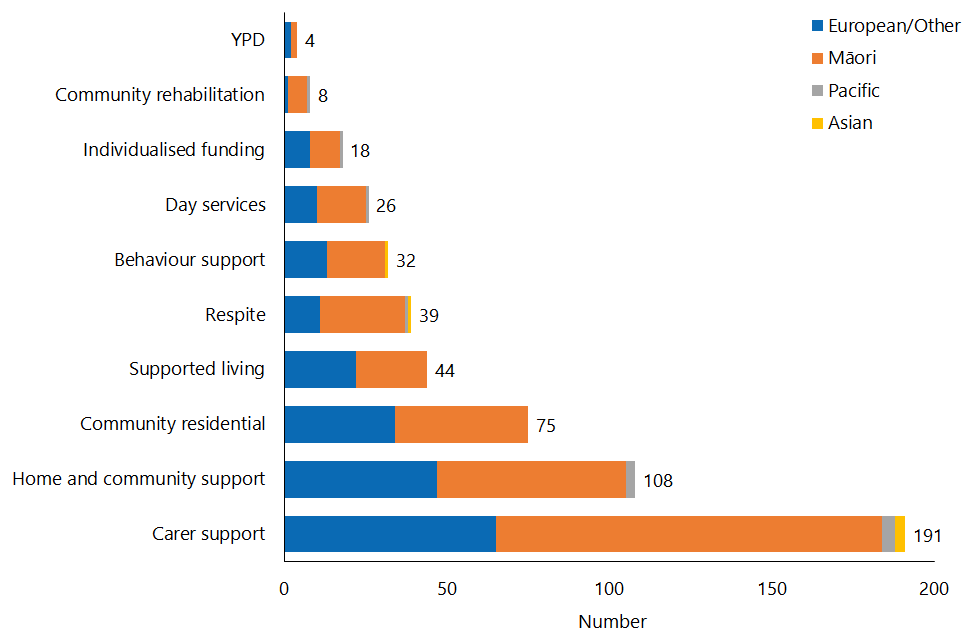 European/Other
Māori
Pacific
Asian
YPD 4
Community rehabilitation 8
Individualised funding 18
Day services 26
Behaviour support 32
Respite 39
Supported living 44
Community residential 75
Home and community support 108
Carer support 191
0 50 100 150 200
Number